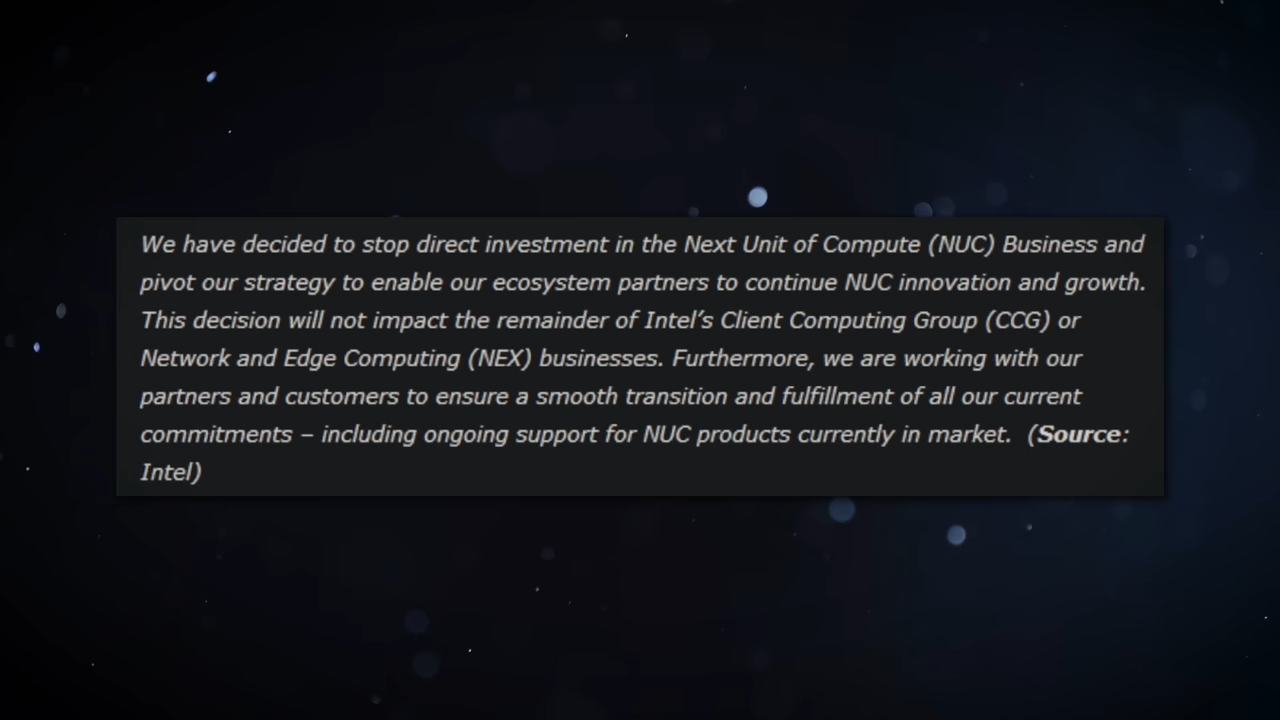 We have decided to stop direct investment in the Next Unit of Compute (NUC) Business and
pivot our strategy to enable our ecosystem partners to continue NUC innovation and growth.
This decision will not impact the remainder of Intel’s Client Computing Group (CCG) or
Network and Edge Computing (NEX) businesses. Furthermore, we are working with our
partners and customers to ensure a smooth transition and fulfillment of all our current
commitments – including ongoing support for NUC products currently in market. (Source:
Intel)